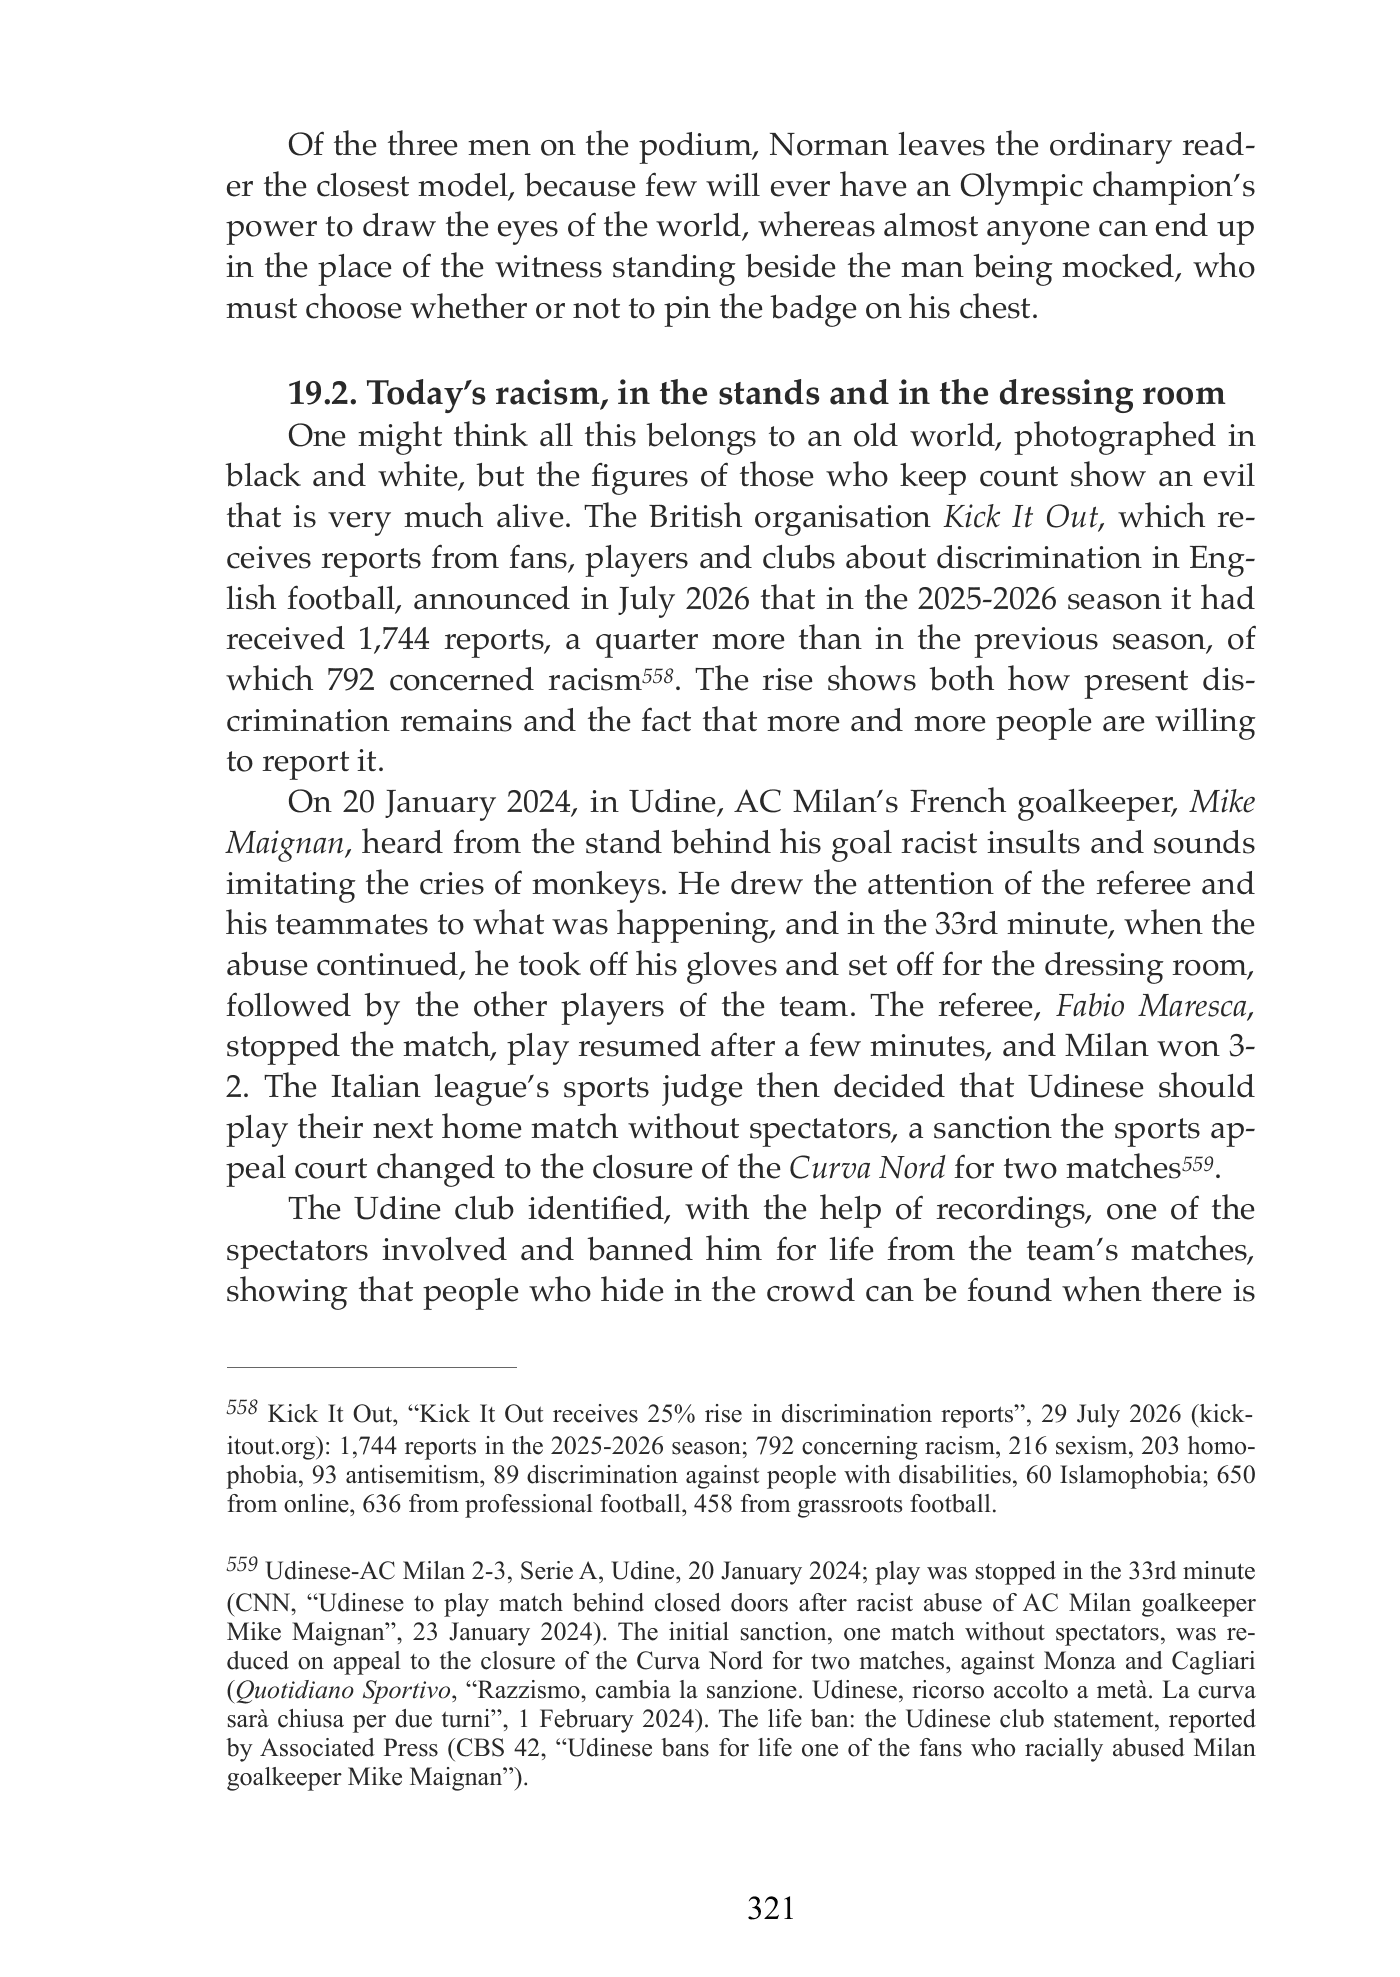 Of the three men on the podium, Norman leaves the ordinary read-
er the closest model, because few will ever have an Olympic champion’s
power to draw the eyes of the world, whereas almost anyone can end up
in the place of the witness standing beside the man being mocked, who
must choose whether or not to pin the badge on his chest.
19.2. Today’s racism, in the stands and in the dressing room
One might think all this belongs to an old world, photographed in
black and white, but the figures of those who keep count show an evil
that is very much alive. The British organisation Kick It Out, which re-
ceives reports from fans, players and clubs about discrimination in Eng-
lish football, announced in July 2026 that in the 2025-2026 season it had
received 1,744 reports, a quarter more than in the previous season, of
which 792 concerned racism558. The rise shows both how present dis-
crimination remains and the fact that more and more people are willing
to report it.
On 20 January 2024, in Udine, AC Milan’s French goalkeeper, Mike
Maignan, heard from the stand behind his goal racist insults and sounds
imitating the cries of monkeys. He drew the attention of the referee and
his teammates to what was happening, and in the 33rd minute, when the
abuse continued, he took off his gloves and set off for the dressing room,
followed by the other players of the team. The referee, Fabio Maresca,
stopped the match, play resumed after a few minutes, and Milan won 3-
2. The Italian league’s sports judge then decided that Udinese should
play their next home match without spectators, a sanction the sports ap-
peal court changed to the closure of the Curva Nord for two matches559.
The Udine club identified, with the help of recordings, one of the
spectators involved and banned him for life from the team’s matches,
showing that people who hide in the crowd can be found when there is
558 Kick It Out, “Kick It Out receives 25% rise in discrimination reports”, 29 July 2026 (kick-
itout.org): 1,744 reports in the 2025-2026 season; 792 concerning racism, 216 sexism, 203 homo-
phobia, 93 antisemitism, 89 discrimination against people with disabilities, 60 Islamophobia; 650
from online, 636 from professional football, 458 from grassroots football.
559 Udinese-AC Milan 2-3, Serie A, Udine, 20 January 2024; play was stopped in the 33rd minute
(CNN, “Udinese to play match behind closed doors after racist abuse of AC Milan goalkeeper
Mike Maignan”, 23 January 2024). The initial sanction, one match without spectators, was re-
duced on appeal to the closure of the Curva Nord for two matches, against Monza and Cagliari
(Quotidiano Sportivo, “Razzismo, cambia la sanzione. Udinese, ricorso accolto a metà. La curva
sarà chiusa per due turni”, 1 February 2024). The life ban: the Udinese club statement, reported
by Associated Press (CBS 42, “Udinese bans for life one of the fans who racially abused Milan
goalkeeper Mike Maignan”).
321